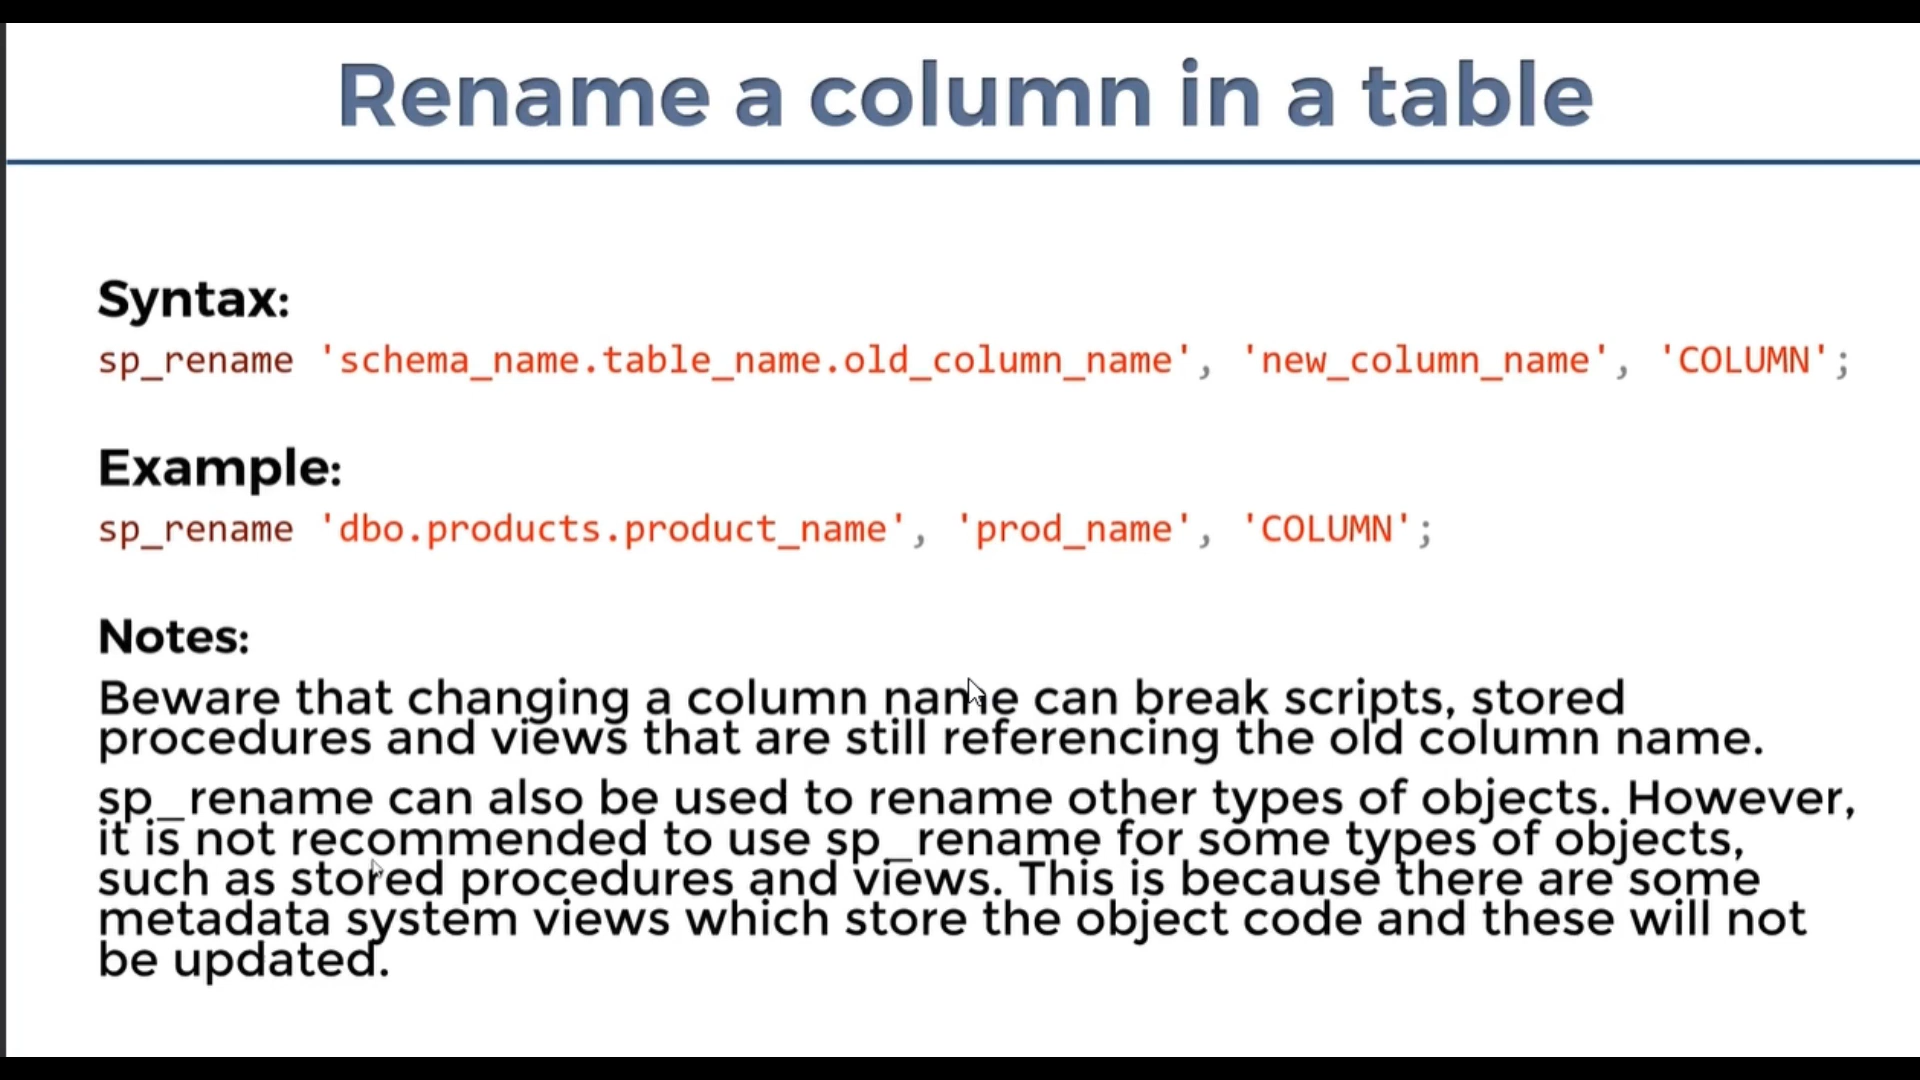 Rename a column in a table
Syntax:
sp_rename 'schema_name.table_name.old_column_name', 'new_column_name', 'COLUMN';
Example:
sp_rename 'dbo.products.product_name', 'prod_name', 'COLUMN';
Notes:
Beware that changing a column name can break scripts, stored
procedures and views that are still referencing the old column name.
sp_rename can also be used to rename other types of objects. However,
it is not recommended to use sp_rename for some types of objects,
such as stored procedures and views. This is because there are some
metadata system views which store the object code and these will not
be updated.